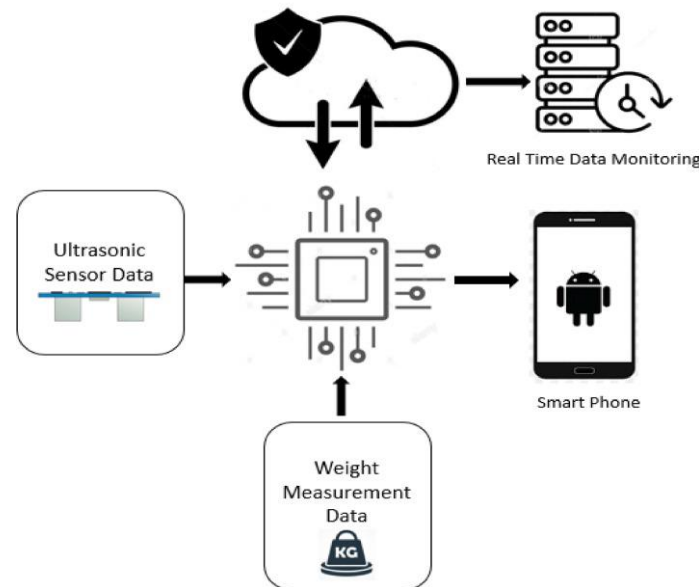 Real Time Data Monitoring
Ultrasonic
Sensor Data
Smart Phone
Weight
Measurement
Data
KG